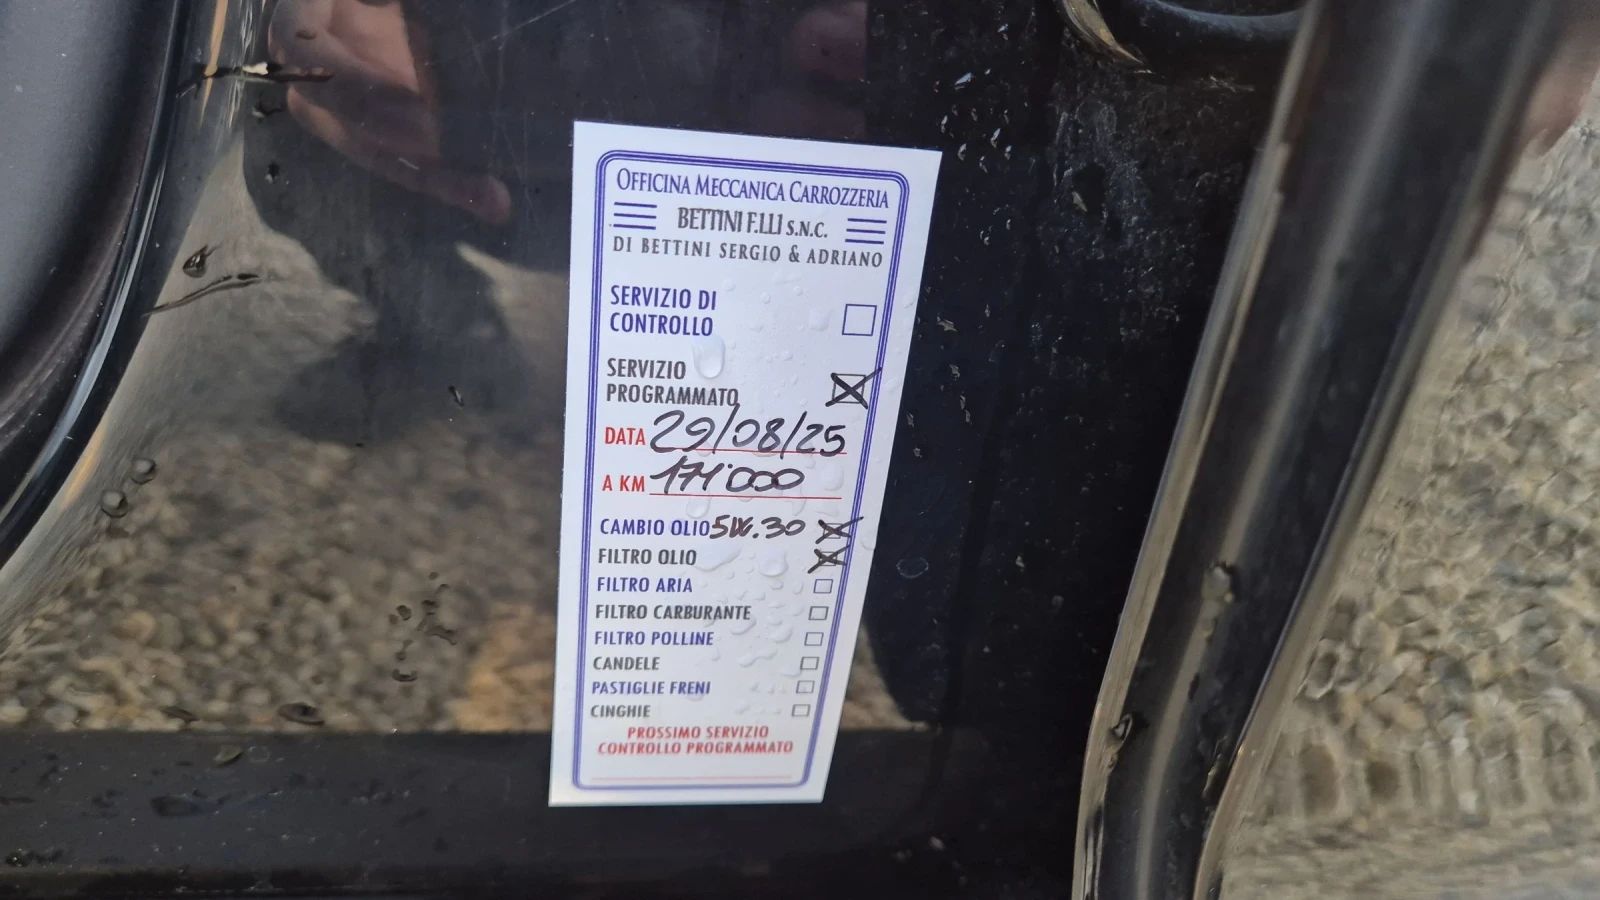 OFFICINA MECCANICA CARROZZERIA
BETTINI F.LLI S.N.C.
DI BETTINI SERGIO & ADRIANO
SERVIZIO DI
CONTROLLO
SERVIZIO
PROGRAMMATO
DATA 29/08/25
A KM 171'000
CAMBIO OLIO 5W.30
FILTRO OLIO
FILTRO ARIA
FILTRO CARBURANTE
FILTRO POLLINE
CANDELE
PASTIGLIE FRENI
CINGHIE
PROSSIMO SERVIZIO
CONTROLLO PROGRAMMATO